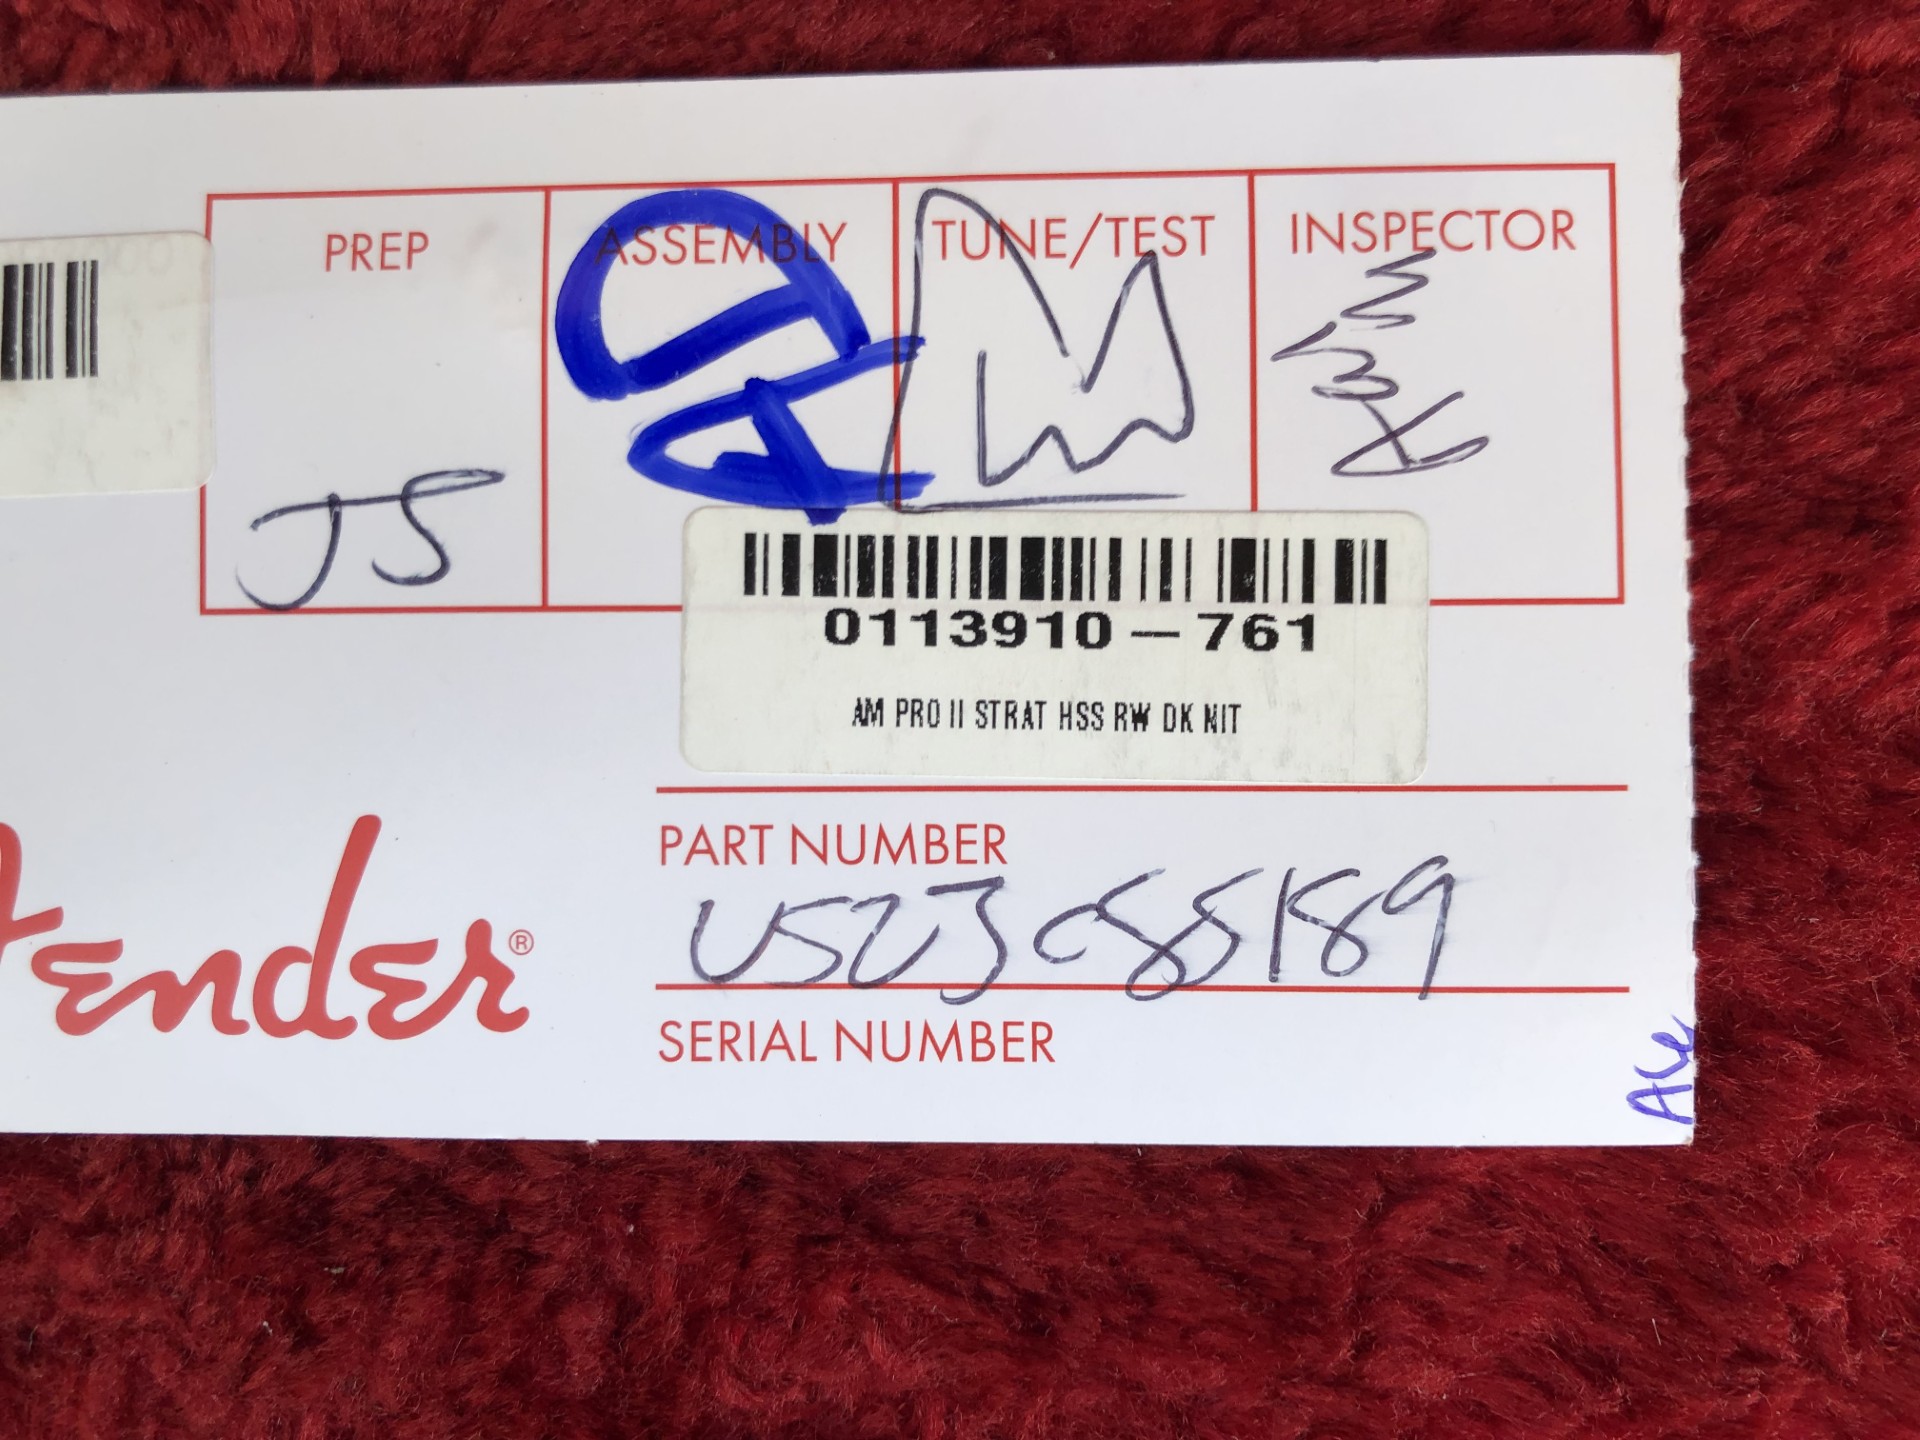 PREP ASSEMBLY TUNE/TEST INSPECTOR
JS
0113910 — 761
AM PRO II STRAT HSS RW DK NIT
PART NUMBER
Fender®
SERIAL NUMBER